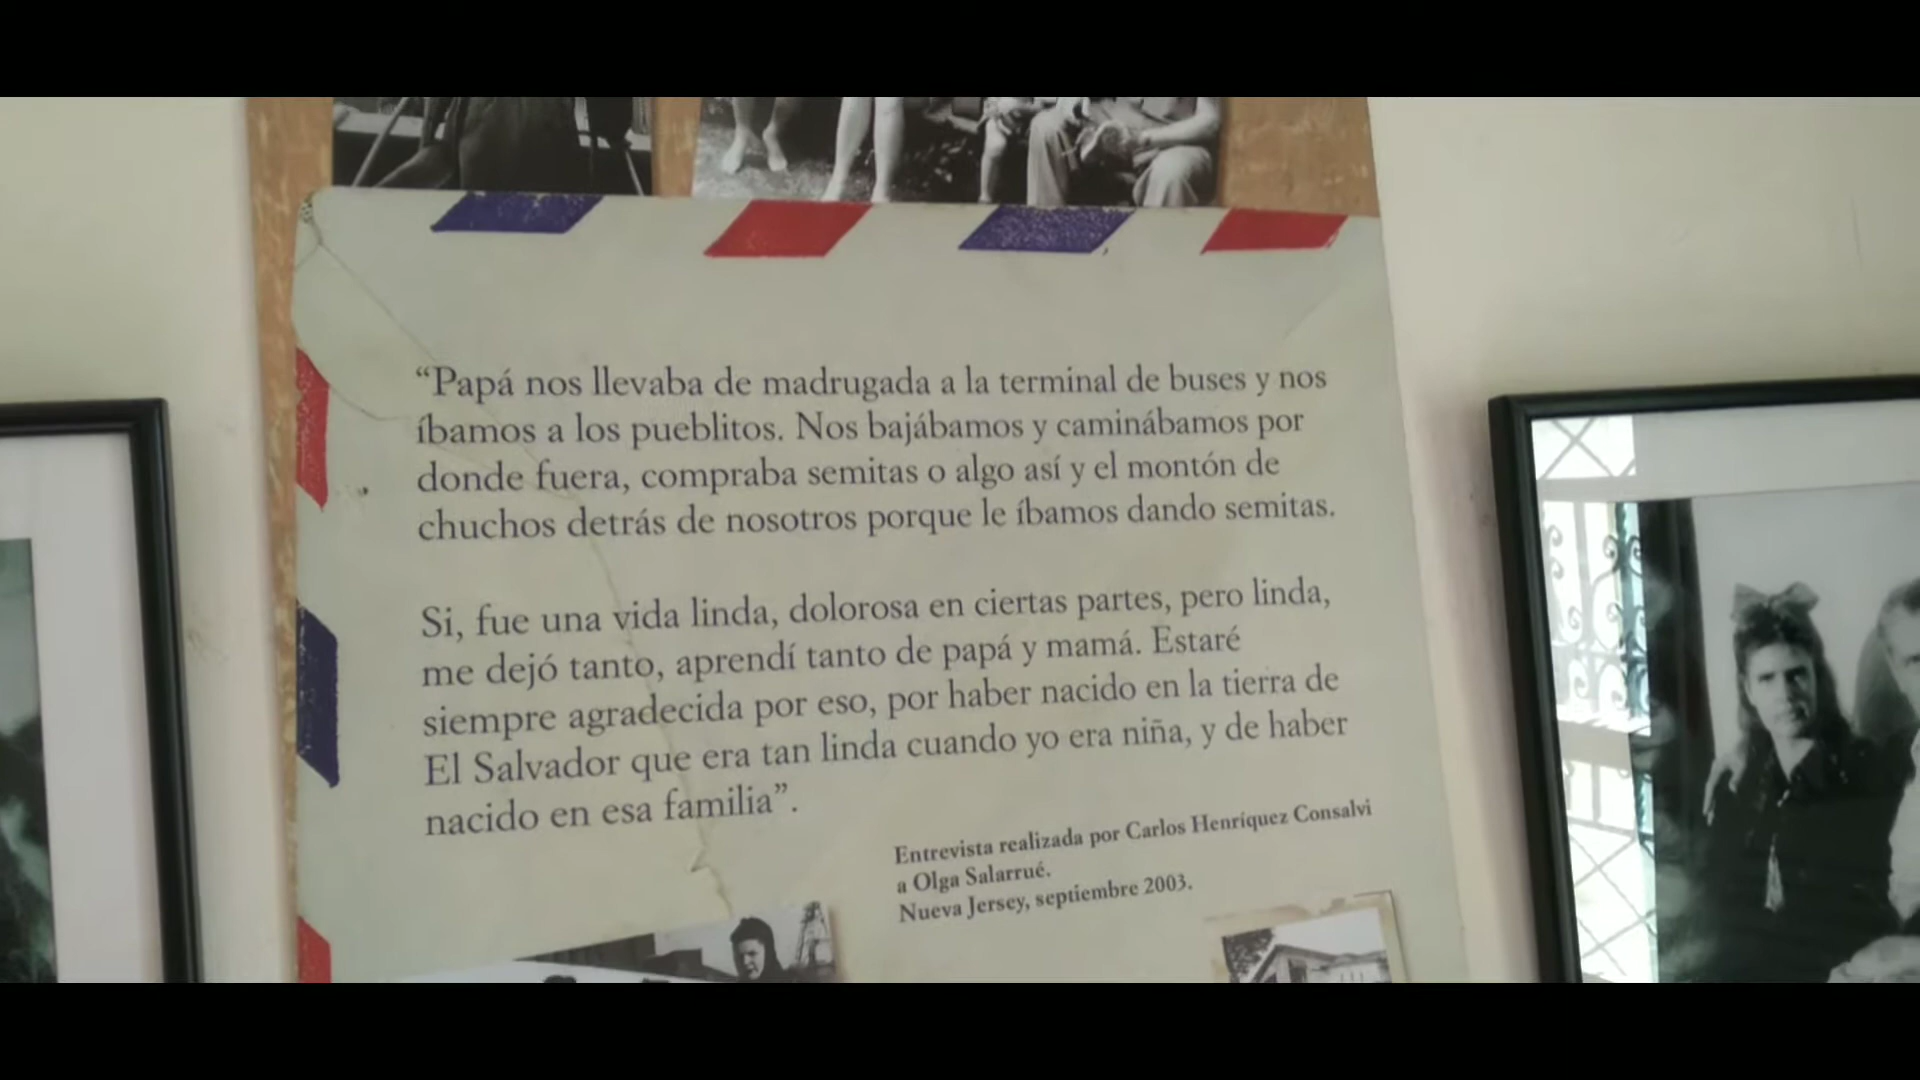 “Papá nos llevaba de madrugada a la terminal de buses y nos
íbamos a los pueblitos. Nos bajábamos y caminábamos por
donde fuera, compraba semitas o algo así y el montón de
chuchos detrás de nosotros porque le íbamos dando semitas.
Si, fue una vida linda, dolorosa en ciertas partes, pero linda,
me dejó tanto, aprendí tanto de papá y mamá. Estaré
siempre agradecida por eso, por haber nacido en la tierra de
El Salvador que era tan linda cuando yo era niña, y de haber
nacido en esa familia”.
Entrevista realizada por Carlos Henríquez Consalvi
a Olga Salarrué.
Nueva Jersey, septiembre 2003.